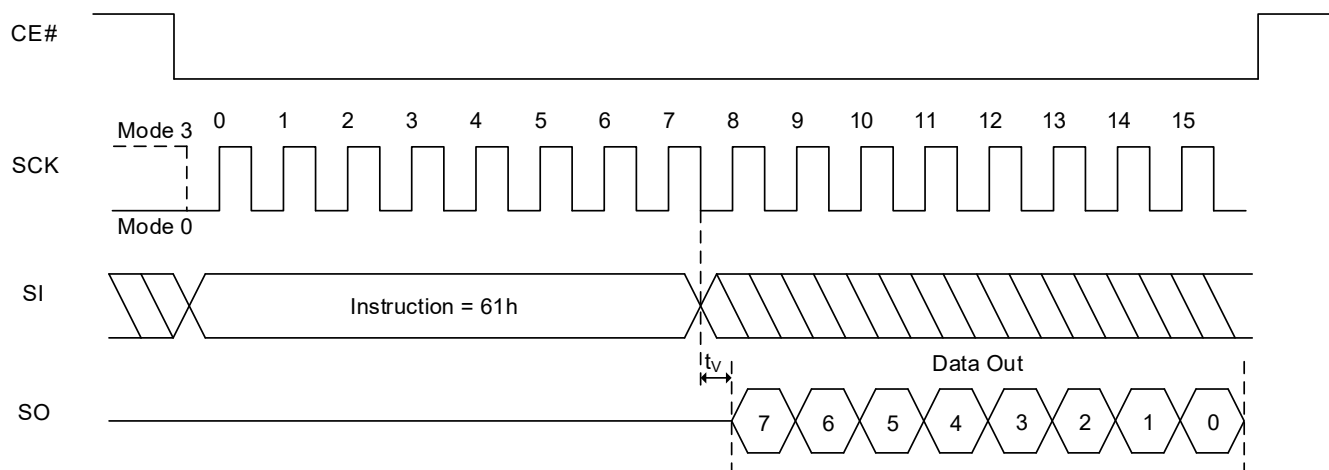 CE#
0 1 2 3 4 5 6 7 8 9 10 11 12 13 14 15
Mode 3
SCK
Mode 0
SI
Instruction = 61h
tV
Data Out
SO
7 6 5 4 3 2 1 0